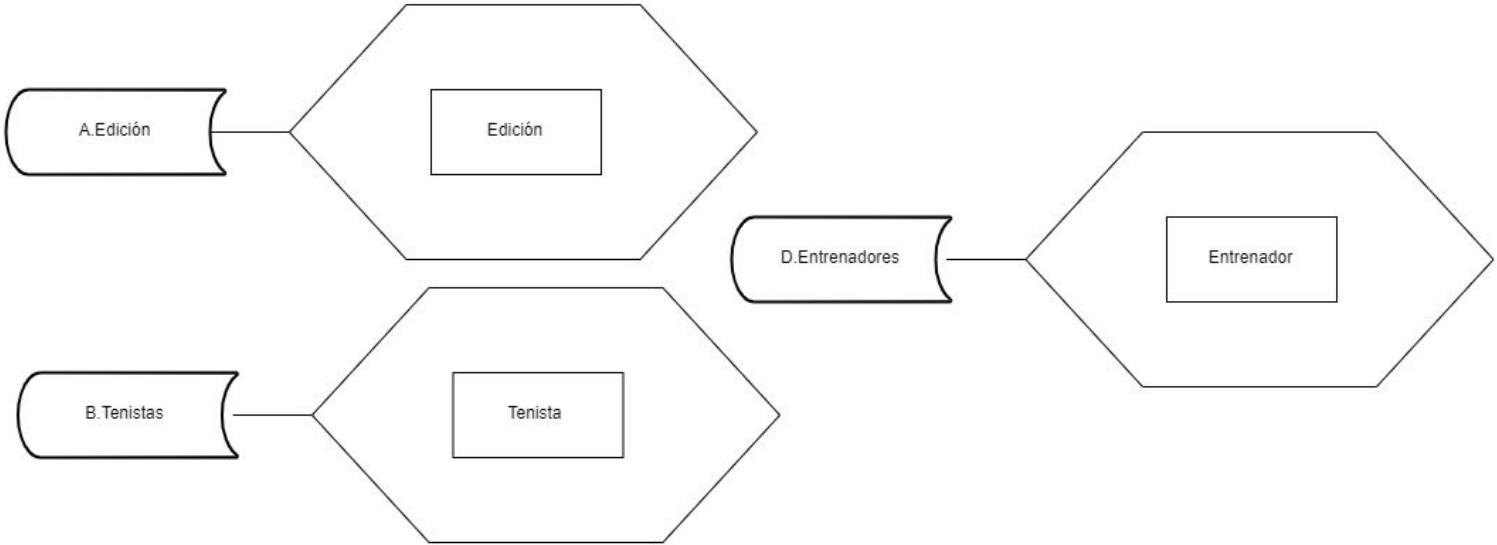 A.Edición
Edición
D.Entrenadores
Entrenador
B.Tenistas
Tenista